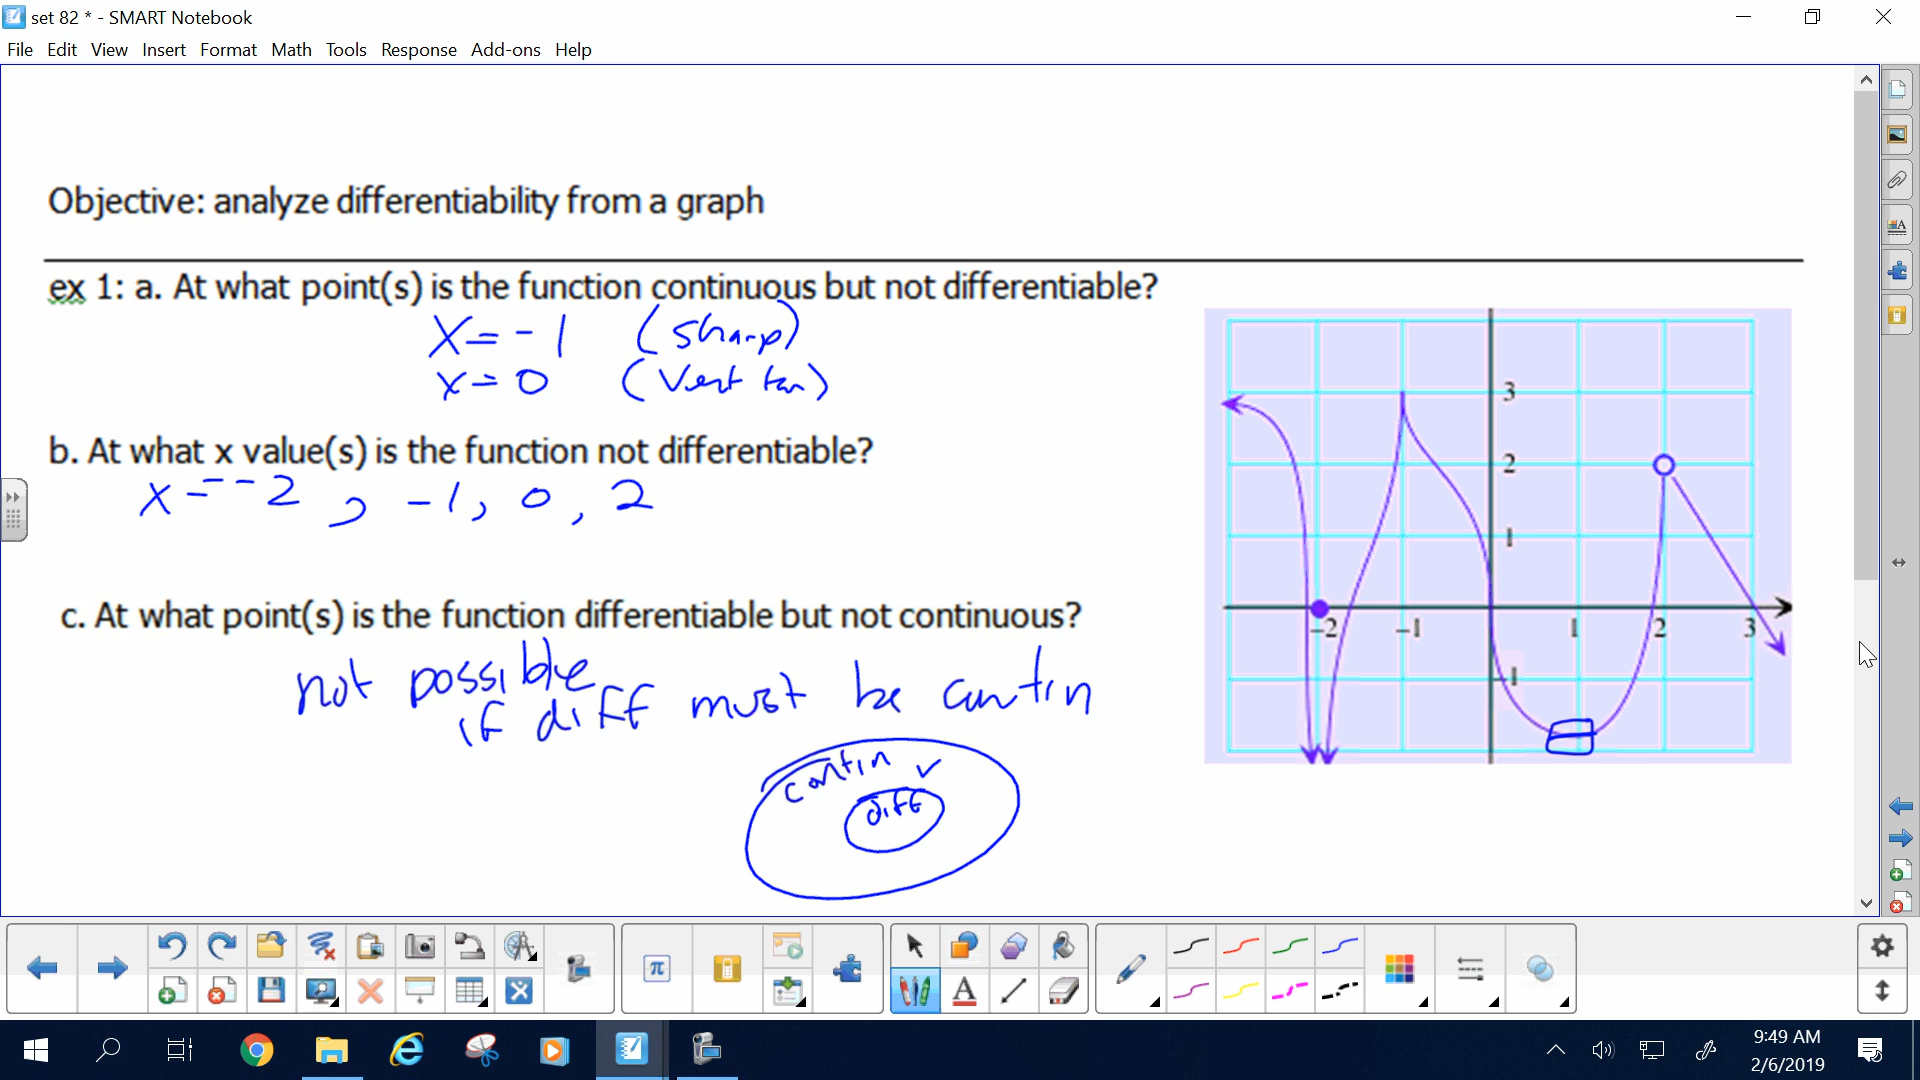 set 82 * - SMART Notebook
File Edit View Insert Format Math Tools Response Add-ons Help
Objective: analyze differentiability from a graph
ex 1: a. At what point(s) is the function continuous but not differentiable?
X = -1 (sharp)
x = 0 (Vert tan)
b. At what x value(s) is the function not differentiable?
x = -2, -1, 0, 2
c. At what point(s) is the function differentiable but not continuous?
not possible
if diff must be contin
contin
diff
3
2
1
-2 -1 1 2 3
-1
π
A
9:49 AM
2/6/2019